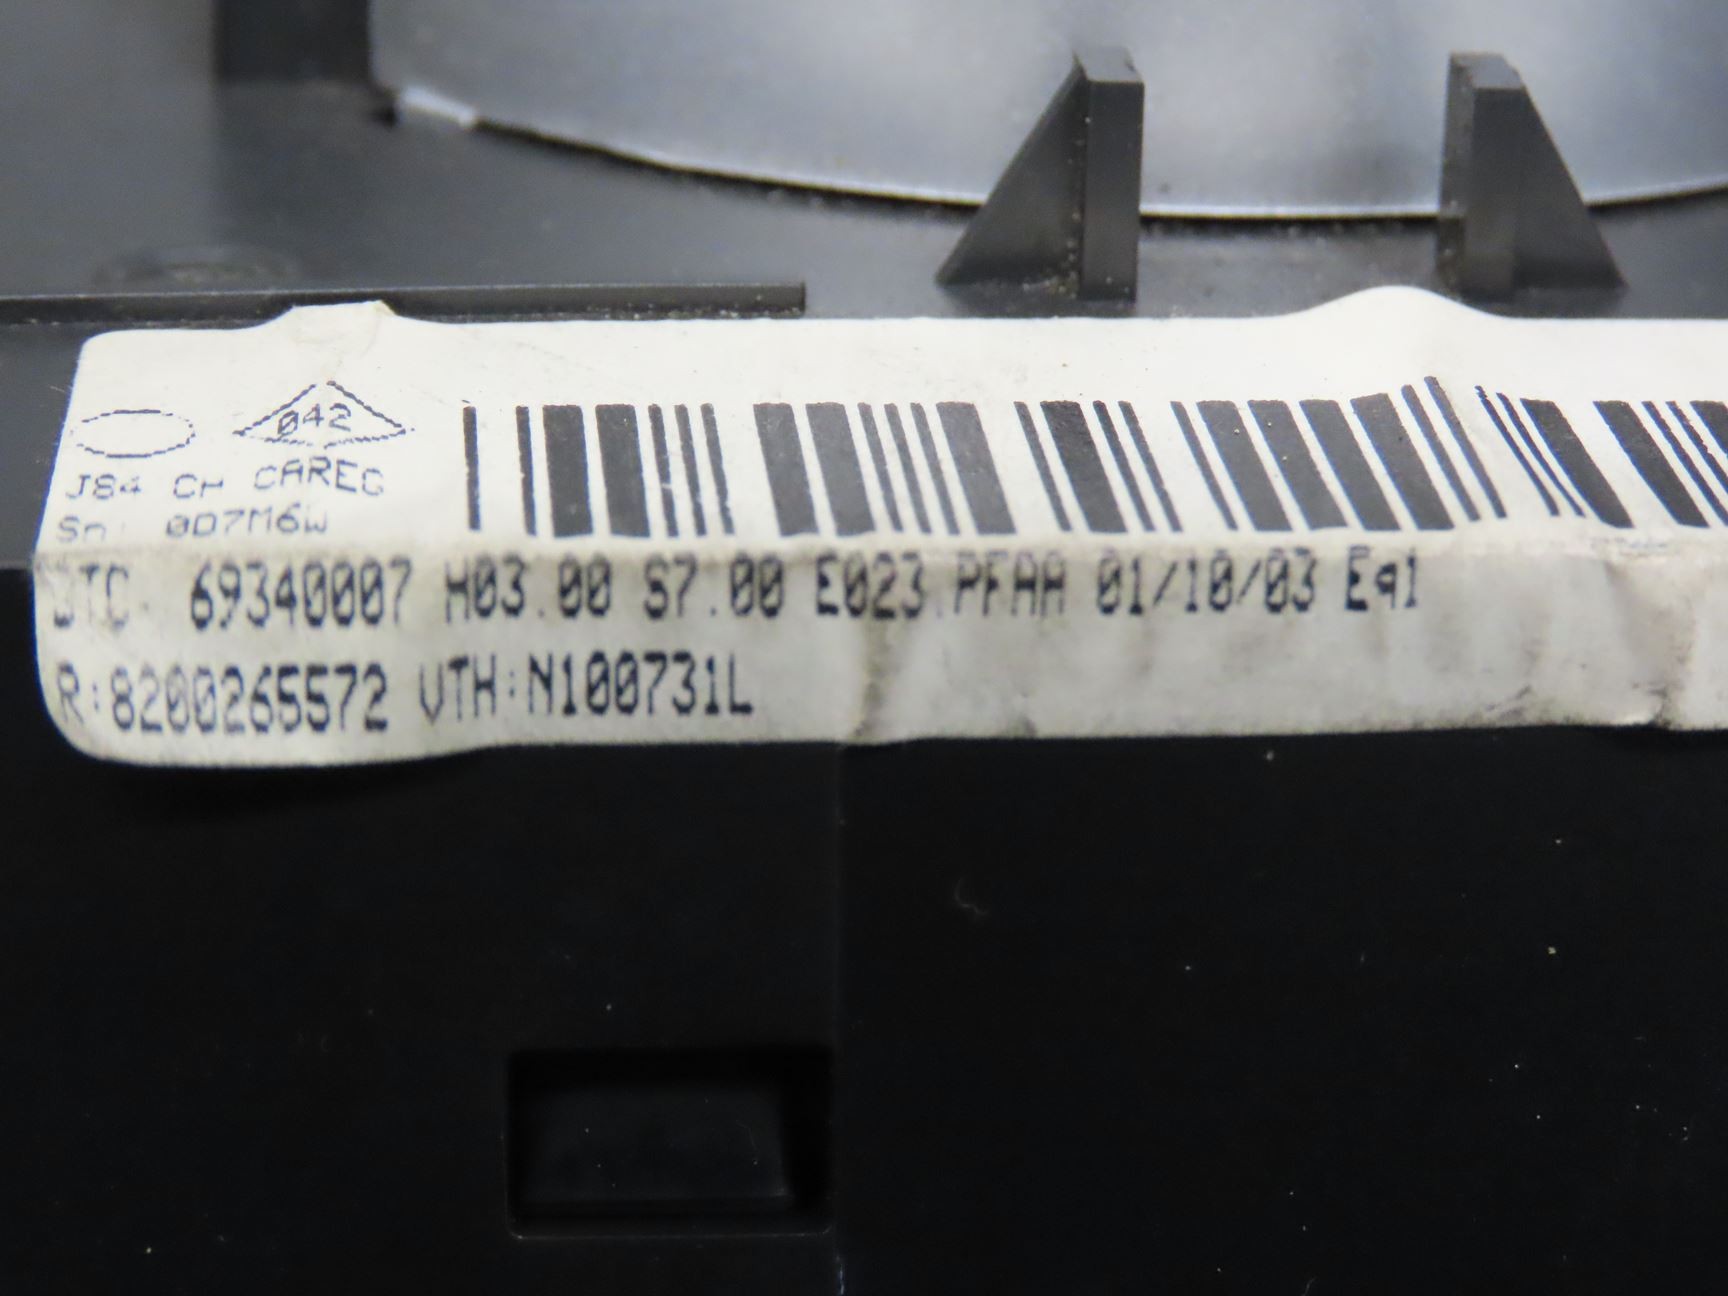 042
J84 CH CAREG
Sn: 0D7M6W
JTC 69340007 H03.00 S7.00 E023 PFAA 01/10/03 Eq1
R:8200265572 VTH:N100731L